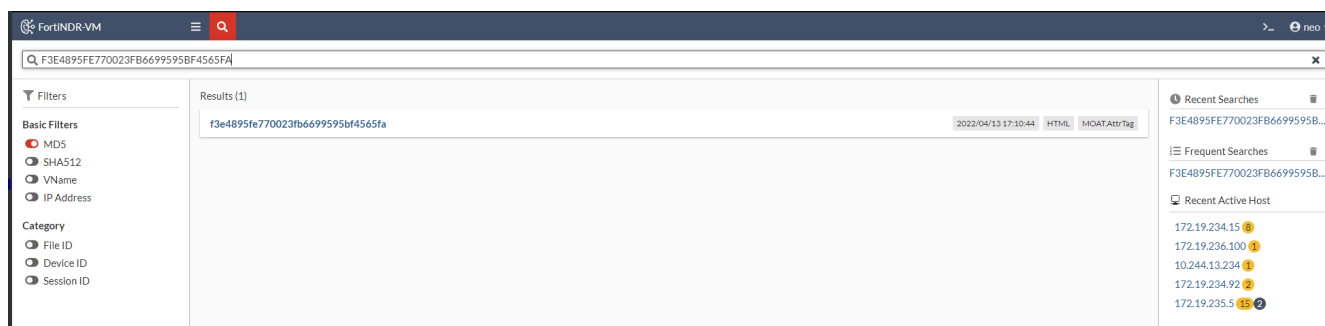 FortiNDR-VM
>_ neo
F3E4895FE770023FB6699595BF4565FA
Filters
Basic Filters
MD5
SHA512
VName
IP Address
Category
File ID
Device ID
Session ID
Results (1)
f3e4895fe770023fb6699595bf4565fa 2022/04/13 17:10:44 HTML MOAT.AttrTag
Recent Searches
F3E4895FE770023FB6699595B...
Frequent Searches
F3E4895FE770023FB6699595B...
Recent Active Host
172.19.234.15 8
172.19.236.100 1
10.244.13.234 1
172.19.234.92 2
172.19.235.5 15 2